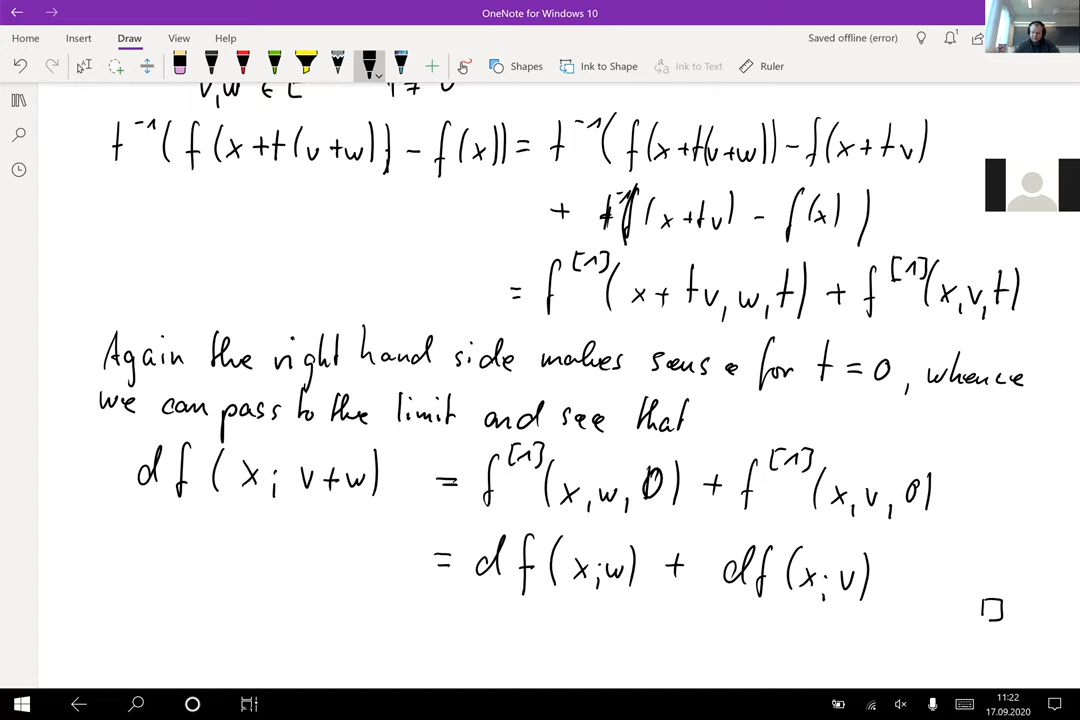 OneNote for Windows 10
Home Insert Draw View Help Saved offline (error)
Shapes Ink to Shape Ink to Text Ruler
v,w ∈ E
t⁻¹(f(x+t(v+w)) - f(x)) = t⁻¹(f(x+t(v+w)) - f(x+tv)
+ t⁻¹(f(x+tv) - f(x))
= f^[1](x+tv,w,t) + f^[1](x,v,t)
Again the right hand side makes sense for t = 0, whence
we can pass to the limit and see that
df(x; v+w) = f^[1](x,w,0) + f^[1](x,v,0)
= df(x;w) + df(x;v)
11:22
17.09.2020